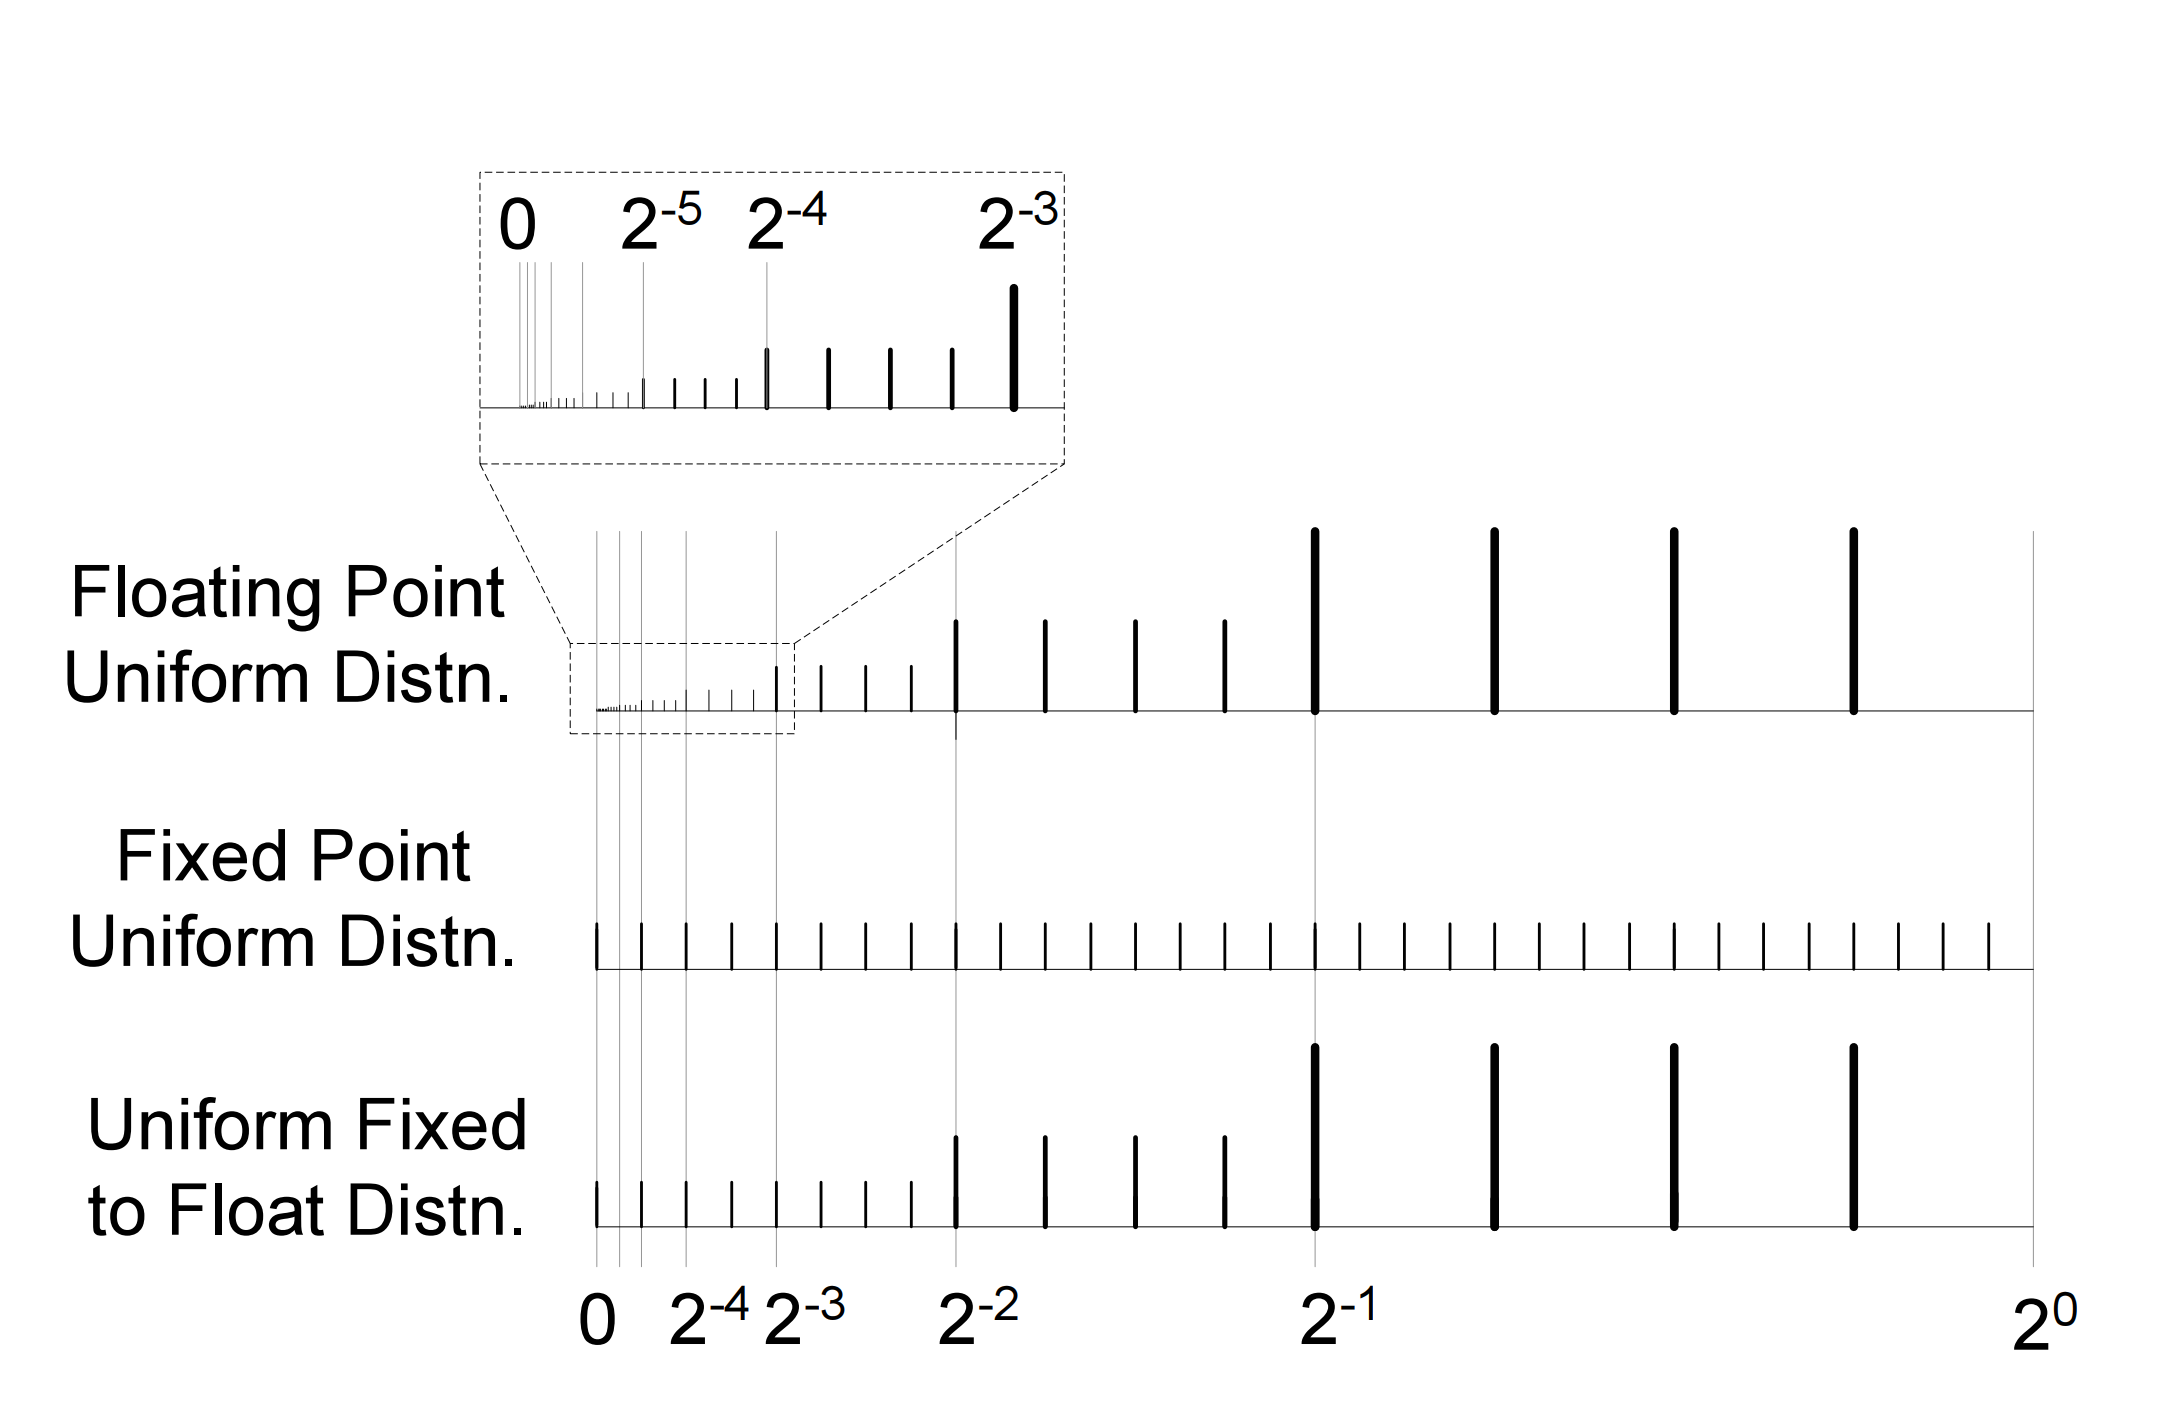 0 2-5 2-4 2-3
Floating Point
Uniform Distn.
Fixed Point
Uniform Distn.
Uniform Fixed
to Float Distn.
0 2-4 2-3 2-2 2-1 20